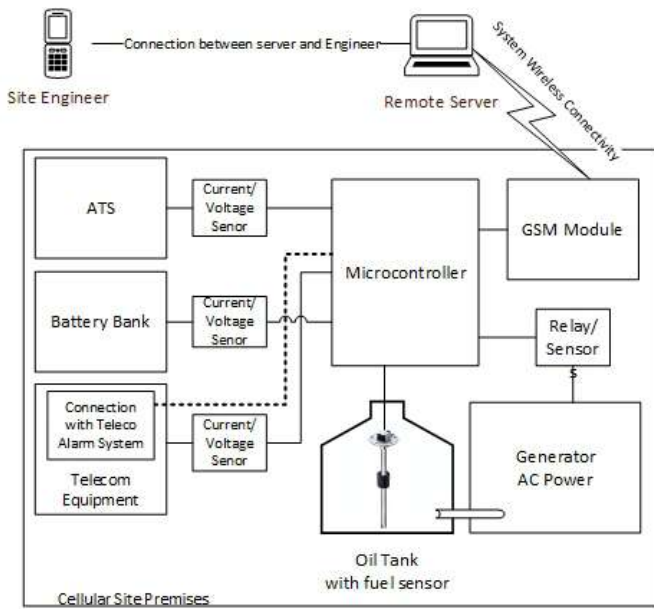 Connection between server and Engineer
Site Engineer
Remote Server
System Wireless Connectivity
ATS
Current/
Voltage
Senor
Microcontroller
GSM Module
Battery Bank
Current/
Voltage
Senor
Relay/
Sensor
s
Connection
with Teleco
Alarm System
Current/
Voltage
Senor
Telecom
Equipment
Generator
AC Power
Oil Tank
with fuel sensor
Cellular Site Premises